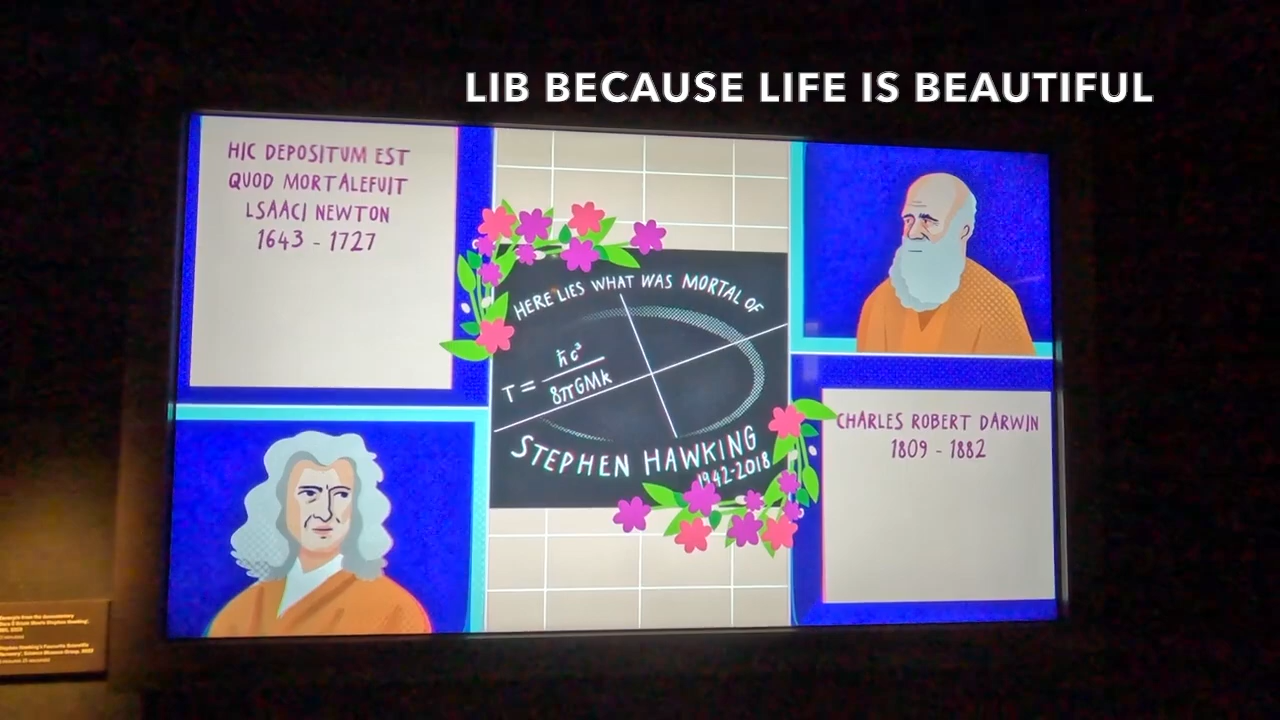 LIB BECAUSE LIFE IS BEAUTIFUL
HIC DEPOSITUM EST
QUOD MORTALEFUIT
LSAACI NEWTON
1643 - 1727
HERE LIES WHAT WAS MORTAL OF
T = ħc³
8πGMk
STEPHEN HAWKING
1942-2018
CHARLES ROBERT DARWIN
1809 - 1882